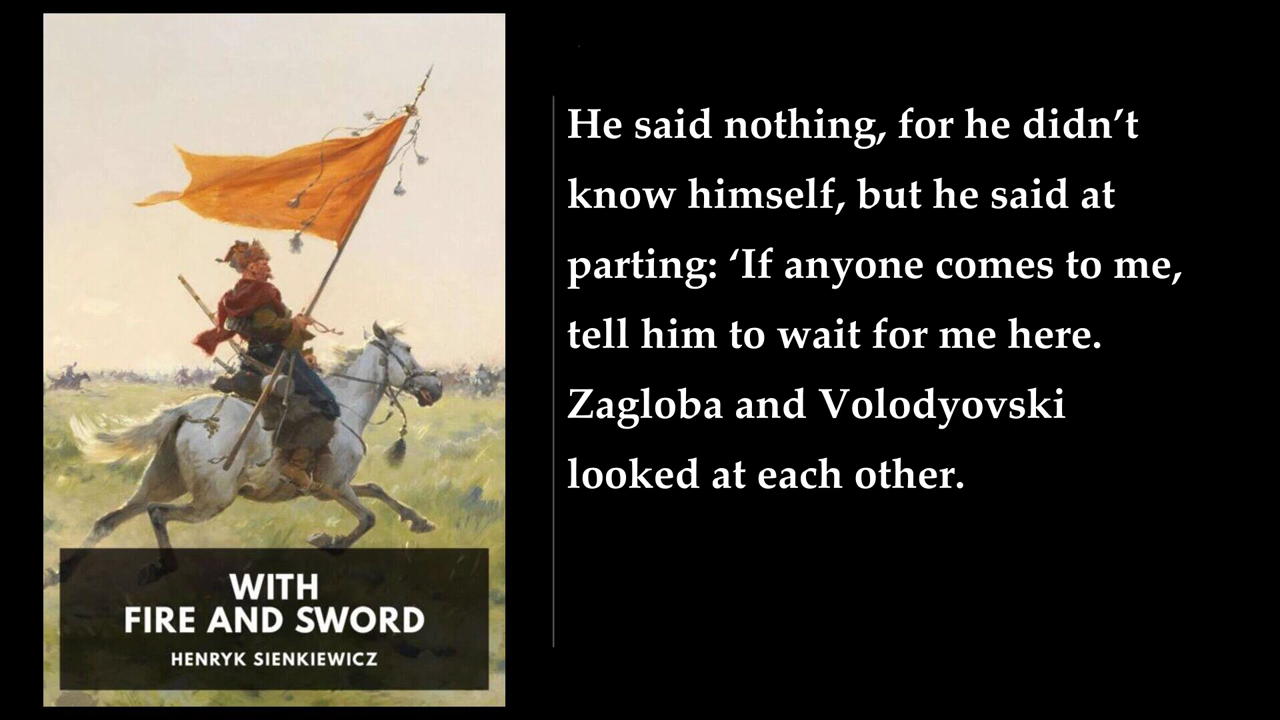 WITH
FIRE AND SWORD
HENRYK SIENKIEWICZ
He said nothing, for he didn’t
know himself, but he said at
parting: ‘If anyone comes to me,
tell him to wait for me here.
Zagloba and Volodyovski
looked at each other.